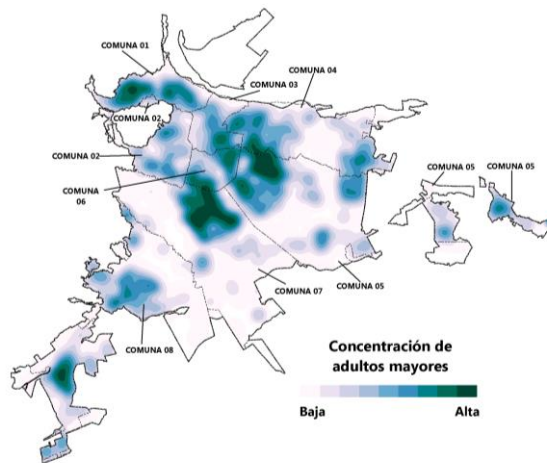 COMUNA 01
COMUNA 03
COMUNA 04
COMUNA 02
COMUNA 02
COMUNA 06
COMUNA 05
COMUNA 05
COMUNA 07
COMUNA 05
COMUNA 08
Concentración de
adultos mayores
Baja
Alta